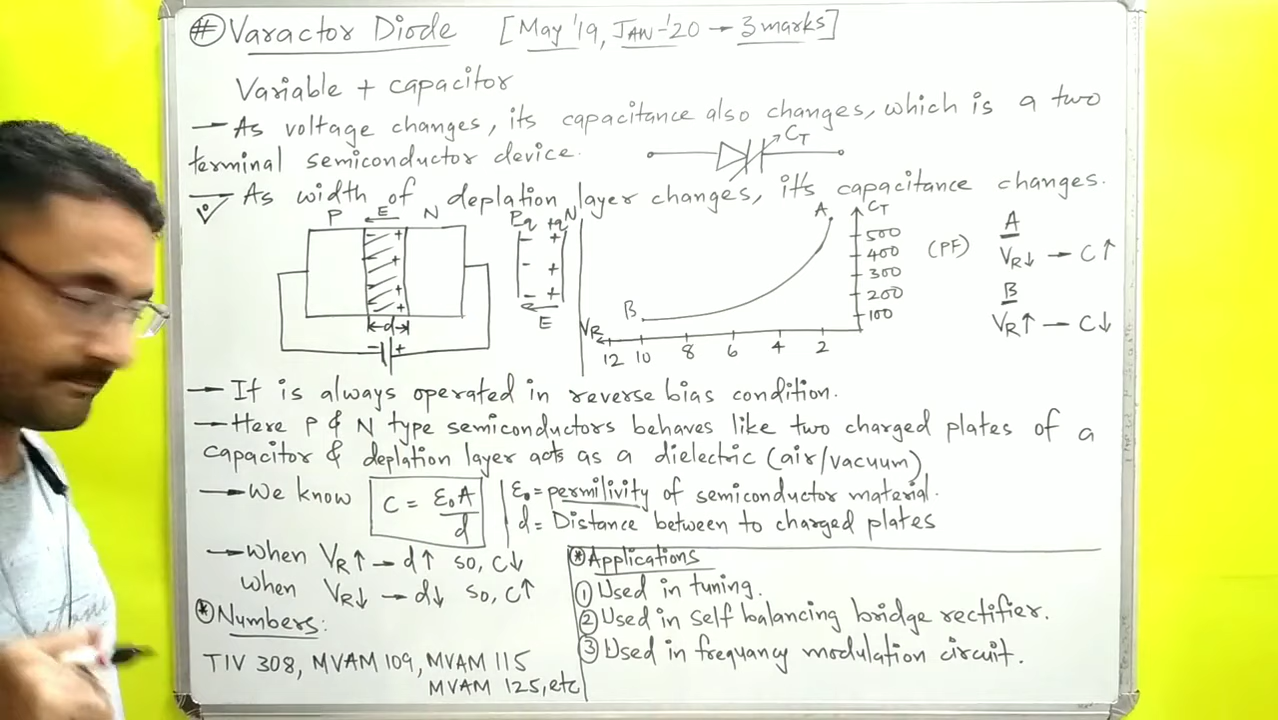 # Varactor Diode [May '19, JAN-'20 → 3 marks]
Variable + capacitor
→ As voltage changes, its capacitance also changes, which is a two
terminal semiconductor device.
CT
→ As width of deplation layer changes, it's capacitance changes.
P E N
- +
+
+
+
d
- +
P N
-q +q
- +
- +
- +
E
A
B
CT
500
400
300
200
100
(PF)
VR
12 10 8 6 4 2
A
VR↓ → C↑
B
VR↑ → C↓
→ It is always operated in reverse bias condition.
→ Here P & N type semiconductors behaves like two charged plates of a
capacitor & deplation layer acts as a dielectric (air/vacuum)
→ We know C = ε₀A/d
ε₀ = permilivity of semiconductor material.
d = Distance between to charged plates
→ When VR↑ → d↑ so, C↓
when VR↓ → d↓ so, C↑
* Numbers:
TIV 308, MVAM 109, MVAM 115
MVAM 125, etc
* Applications
① Used in tuning.
② Used in self balancing bridge rectifier.
③ Used in frequancy modulation circuit.